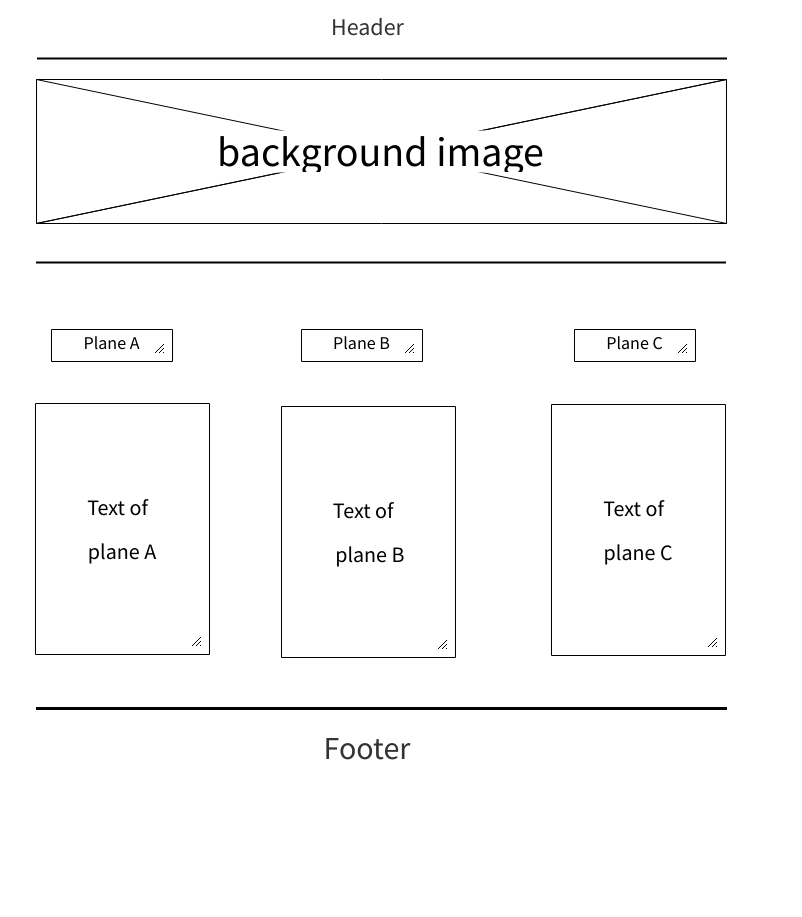 Header
background image
Plane A
Plane B
Plane C
Text of
plane A
Text of
plane B
Text of
plane C
Footer